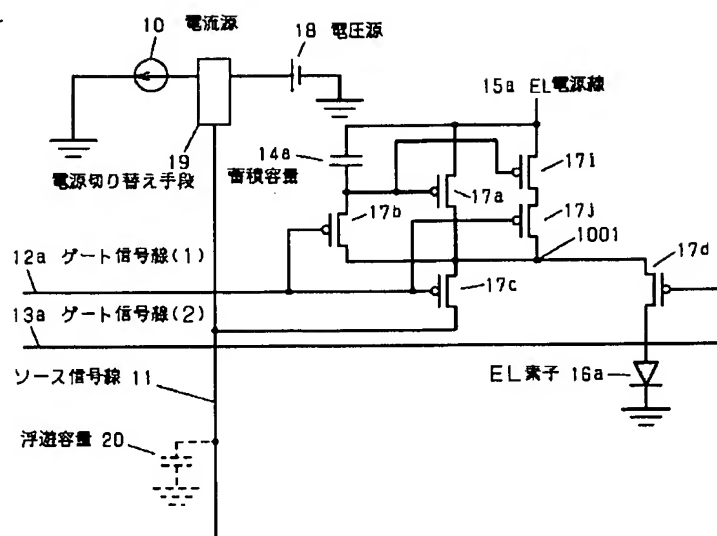 10 電流源
18 電圧源
19
電源切り替え手段
15a EL電源線
14a
蓄積容量
17a
17i
17b
17j
1001
17d
12a ゲート信号線(1)
17c
13a ゲート信号線(2)
ソース信号線 11
EL素子 16a
浮遊容量 20